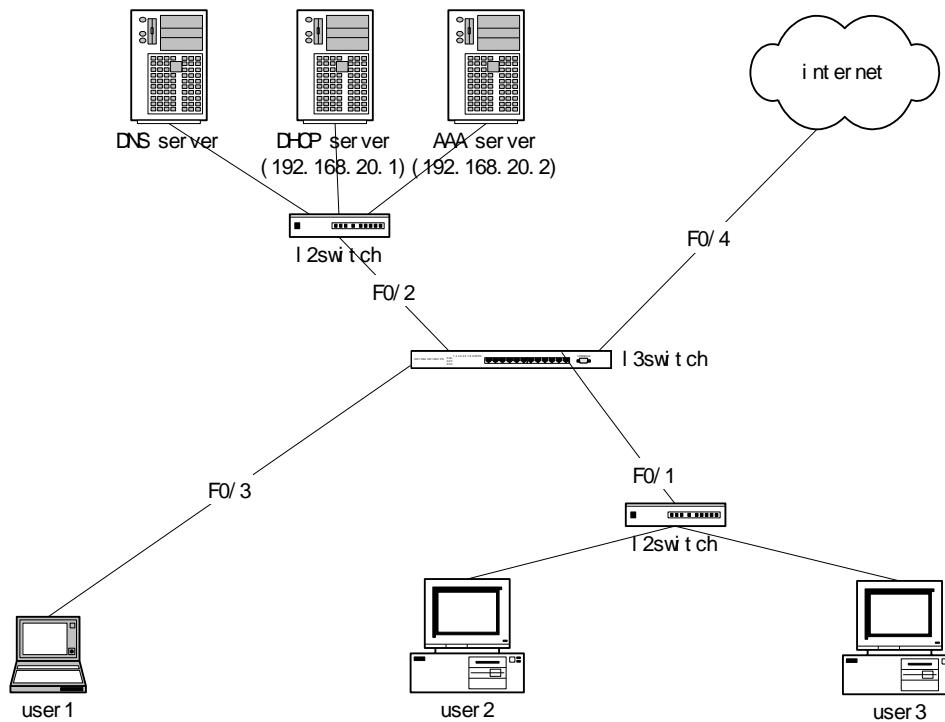 internet
DNS server
DHCP server
AAA server
(192.168.20.1)
(192.168.20.2)
l2switch
F0/4
F0/2
l3switch
F0/3
F0/1
l2switch
user1
user2
user3